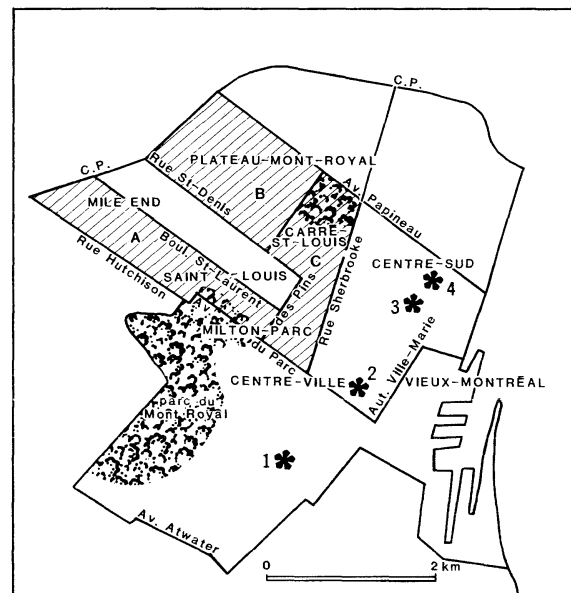 C.P.
PLATEAU-MONT-ROYAL
Av. Papineau
Rue St-Denis
C.P.
B
MILE END
CARRÉ-
ST-LOUIS
A
Boul. St-Laurent
C
Rue Hutchison
SAINT-LOUIS
des Pins
Rue Sherbrooke
CENTRE-SUD
4
3
Av. du Parc
MILTON-PARC
Aut. Ville-Marie
CENTRE-VILLE
2
VIEUX-MONTRÉAL
parc du
Mont Royal
1
Av. Atwater
0
2 km